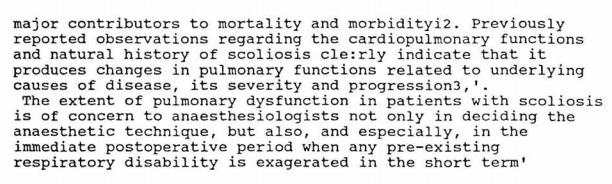 major contributors to mortality and morbidityi2. Previously
reported observations regarding the cardiopulmonary functions
and natural history of scoliosis cle:rly indicate that it
produces changes in pulmonary functions related to underlying
causes of disease, its severity and progression3,'.
The extent of pulmonary dysfunction in patients with scoliosis
is of concern to anaesthesiologists not only in deciding the
anaesthetic technique, but also, and especially, in the
immediate postoperative period when any pre-existing
respiratory disability is exagerated in the short term'